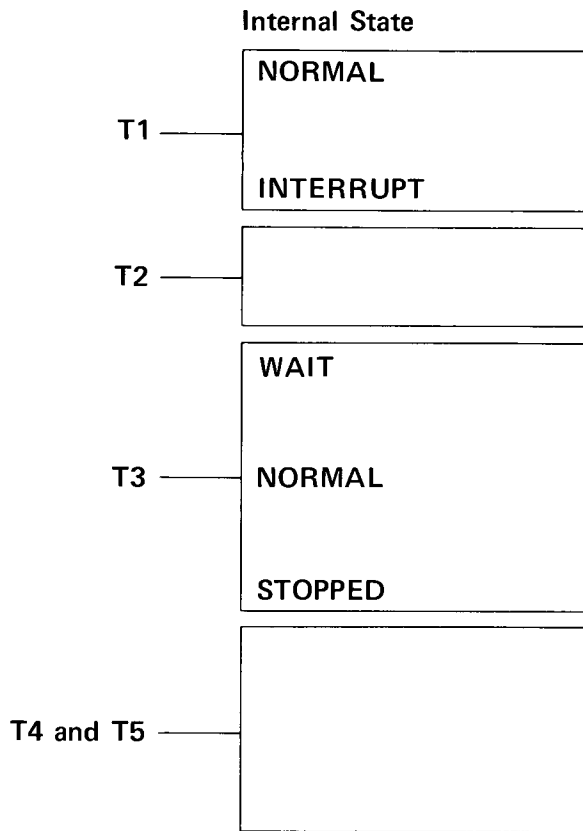 Internal State
NORMAL
T1
INTERRUPT
T2
WAIT
T3 NORMAL
STOPPED
T4 and T5